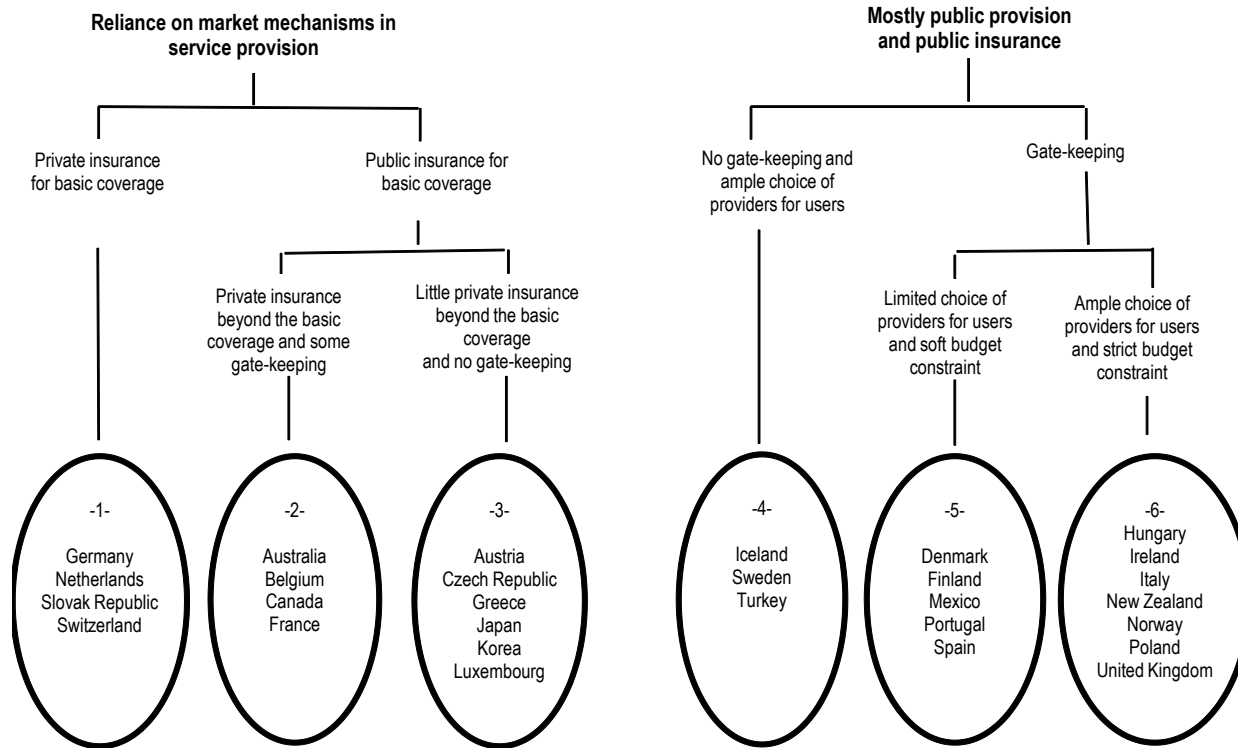 Reliance on market mechanisms in
service provision
Private insurance
for basic coverage
Public insurance for
basic coverage
Private insurance
beyond the basic
coverage and some
gate-keeping
Little private insurance
beyond the basic
coverage
and no gate-keeping
-1-
Germany
Netherlands
Slovak Republic
Switzerland
-2-
Australia
Belgium
Canada
France
-3-
Austria
Czech Republic
Greece
Japan
Korea
Luxembourg
Mostly public provision
and public insurance
No gate-keeping and
ample choice of
providers for users
Gate-keeping
Limited choice of
providers for users
and soft budget
constraint
Ample choice of
providers for users
and strict budget
constraint
-4-
Iceland
Sweden
Turkey
-5-
Denmark
Finland
Mexico
Portugal
Spain
-6-
Hungary
Ireland
Italy
New Zealand
Norway
Poland
United Kingdom